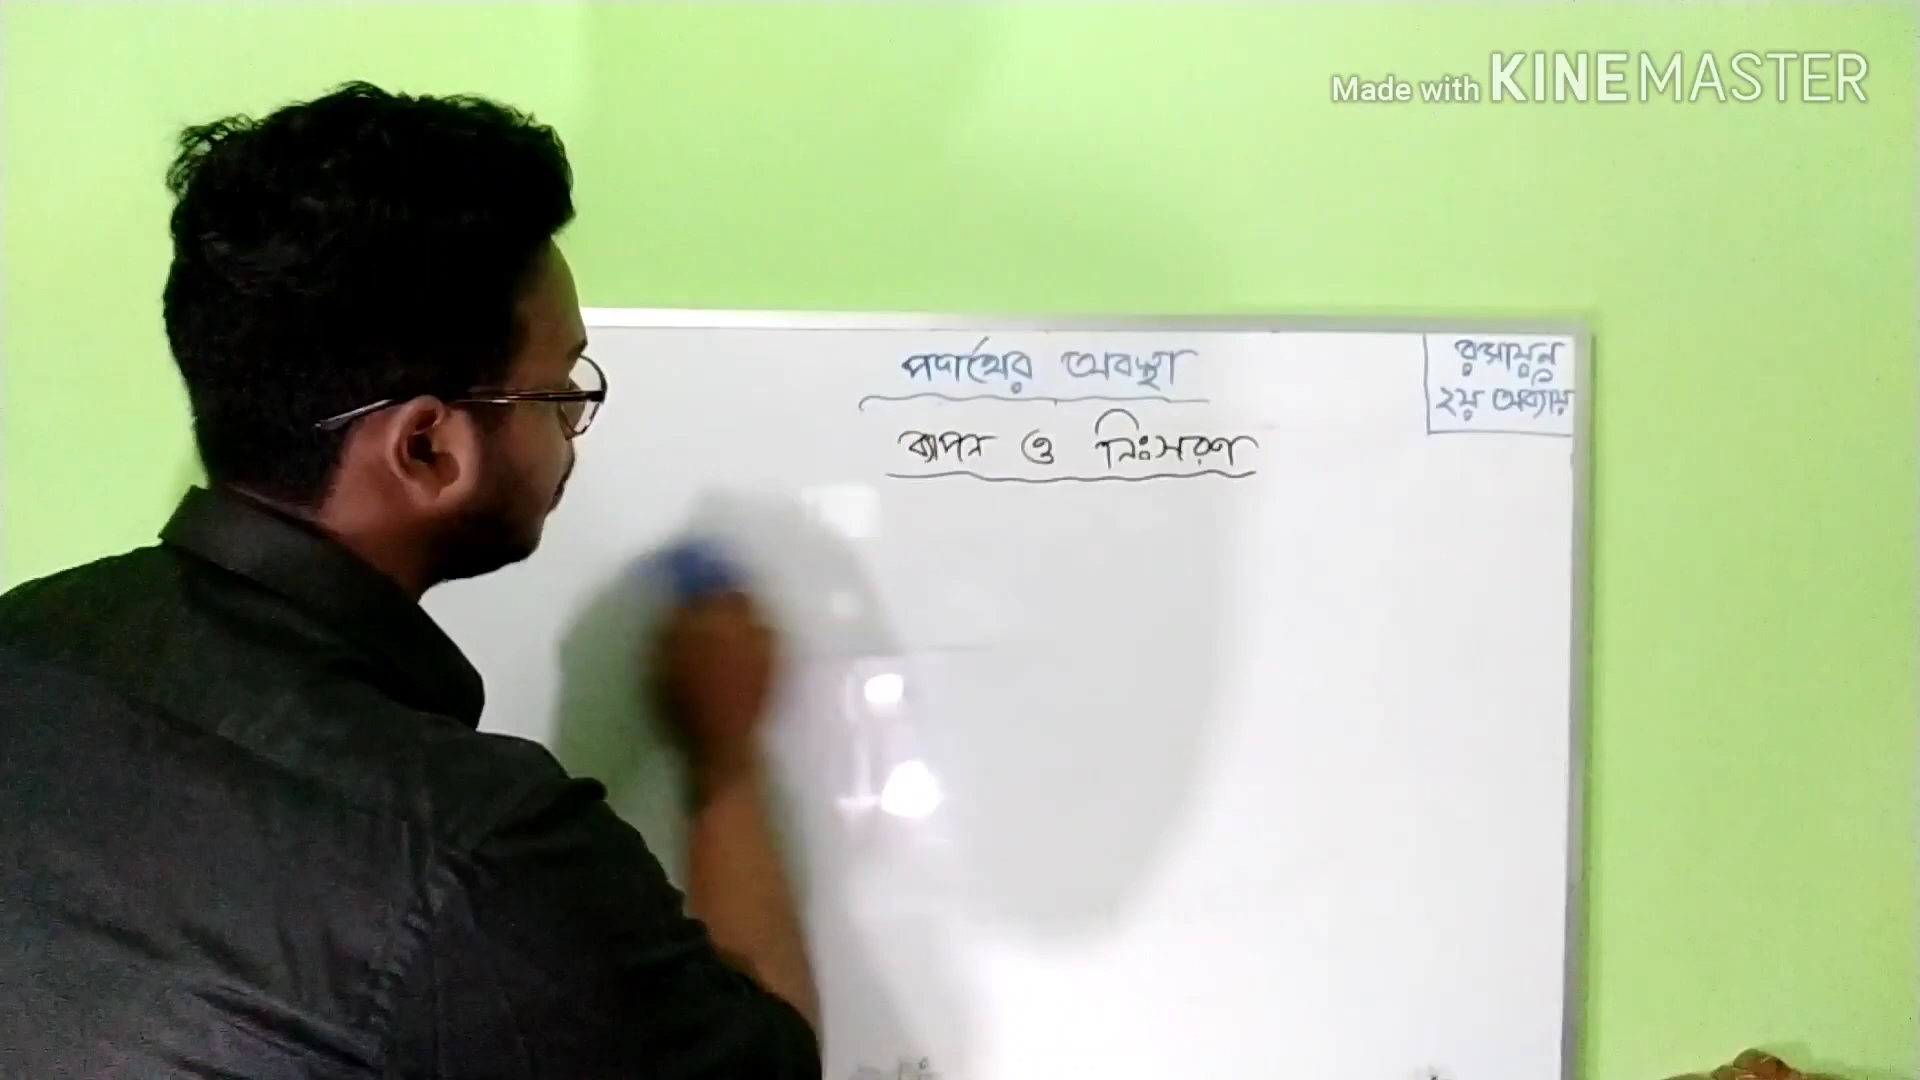 Made with KINEMASTER
পদার্থের অবস্থা
রসায়ন
২য় অধ্যায়
ব্যাপন ও নিঃসরণ